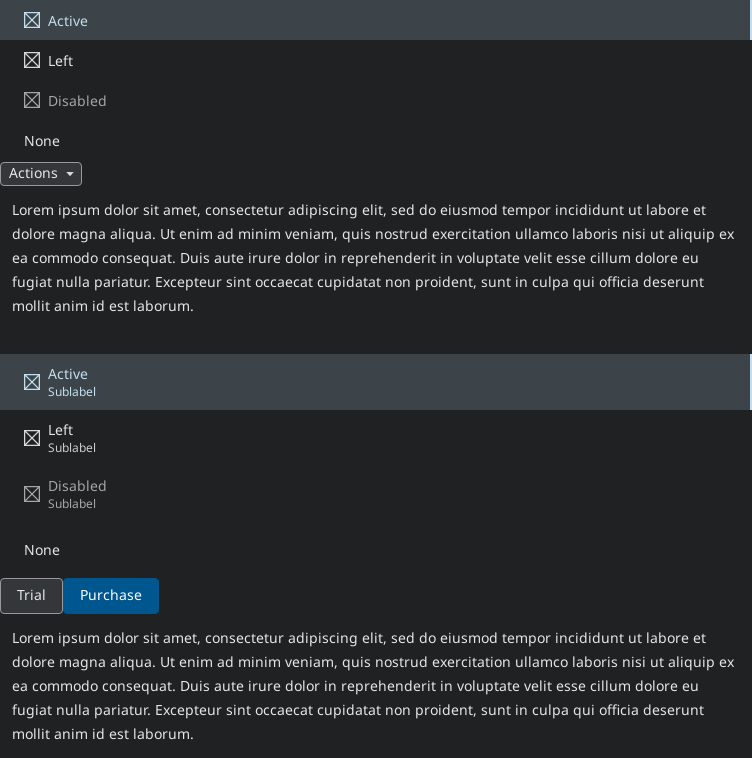 Active
Left
Disabled
None
Actions
Lorem ipsum dolor sit amet, consectetur adipiscing elit, sed do eiusmod tempor incididunt ut labore et
dolore magna aliqua. Ut enim ad minim veniam, quis nostrud exercitation ullamco laboris nisi ut aliquip ex
ea commodo consequat. Duis aute irure dolor in reprehenderit in voluptate velit esse cillum dolore eu
fugiat nulla pariatur. Excepteur sint occaecat cupidatat non proident, sunt in culpa qui officia deserunt
mollit anim id est laborum.
Active
Sublabel
Left
Sublabel
Disabled
Sublabel
None
Trial Purchase
Lorem ipsum dolor sit amet, consectetur adipiscing elit, sed do eiusmod tempor incididunt ut labore et
dolore magna aliqua. Ut enim ad minim veniam, quis nostrud exercitation ullamco laboris nisi ut aliquip ex
ea commodo consequat. Duis aute irure dolor in reprehenderit in voluptate velit esse cillum dolore eu
fugiat nulla pariatur. Excepteur sint occaecat cupidatat non proident, sunt in culpa qui officia deserunt
mollit anim id est laborum.